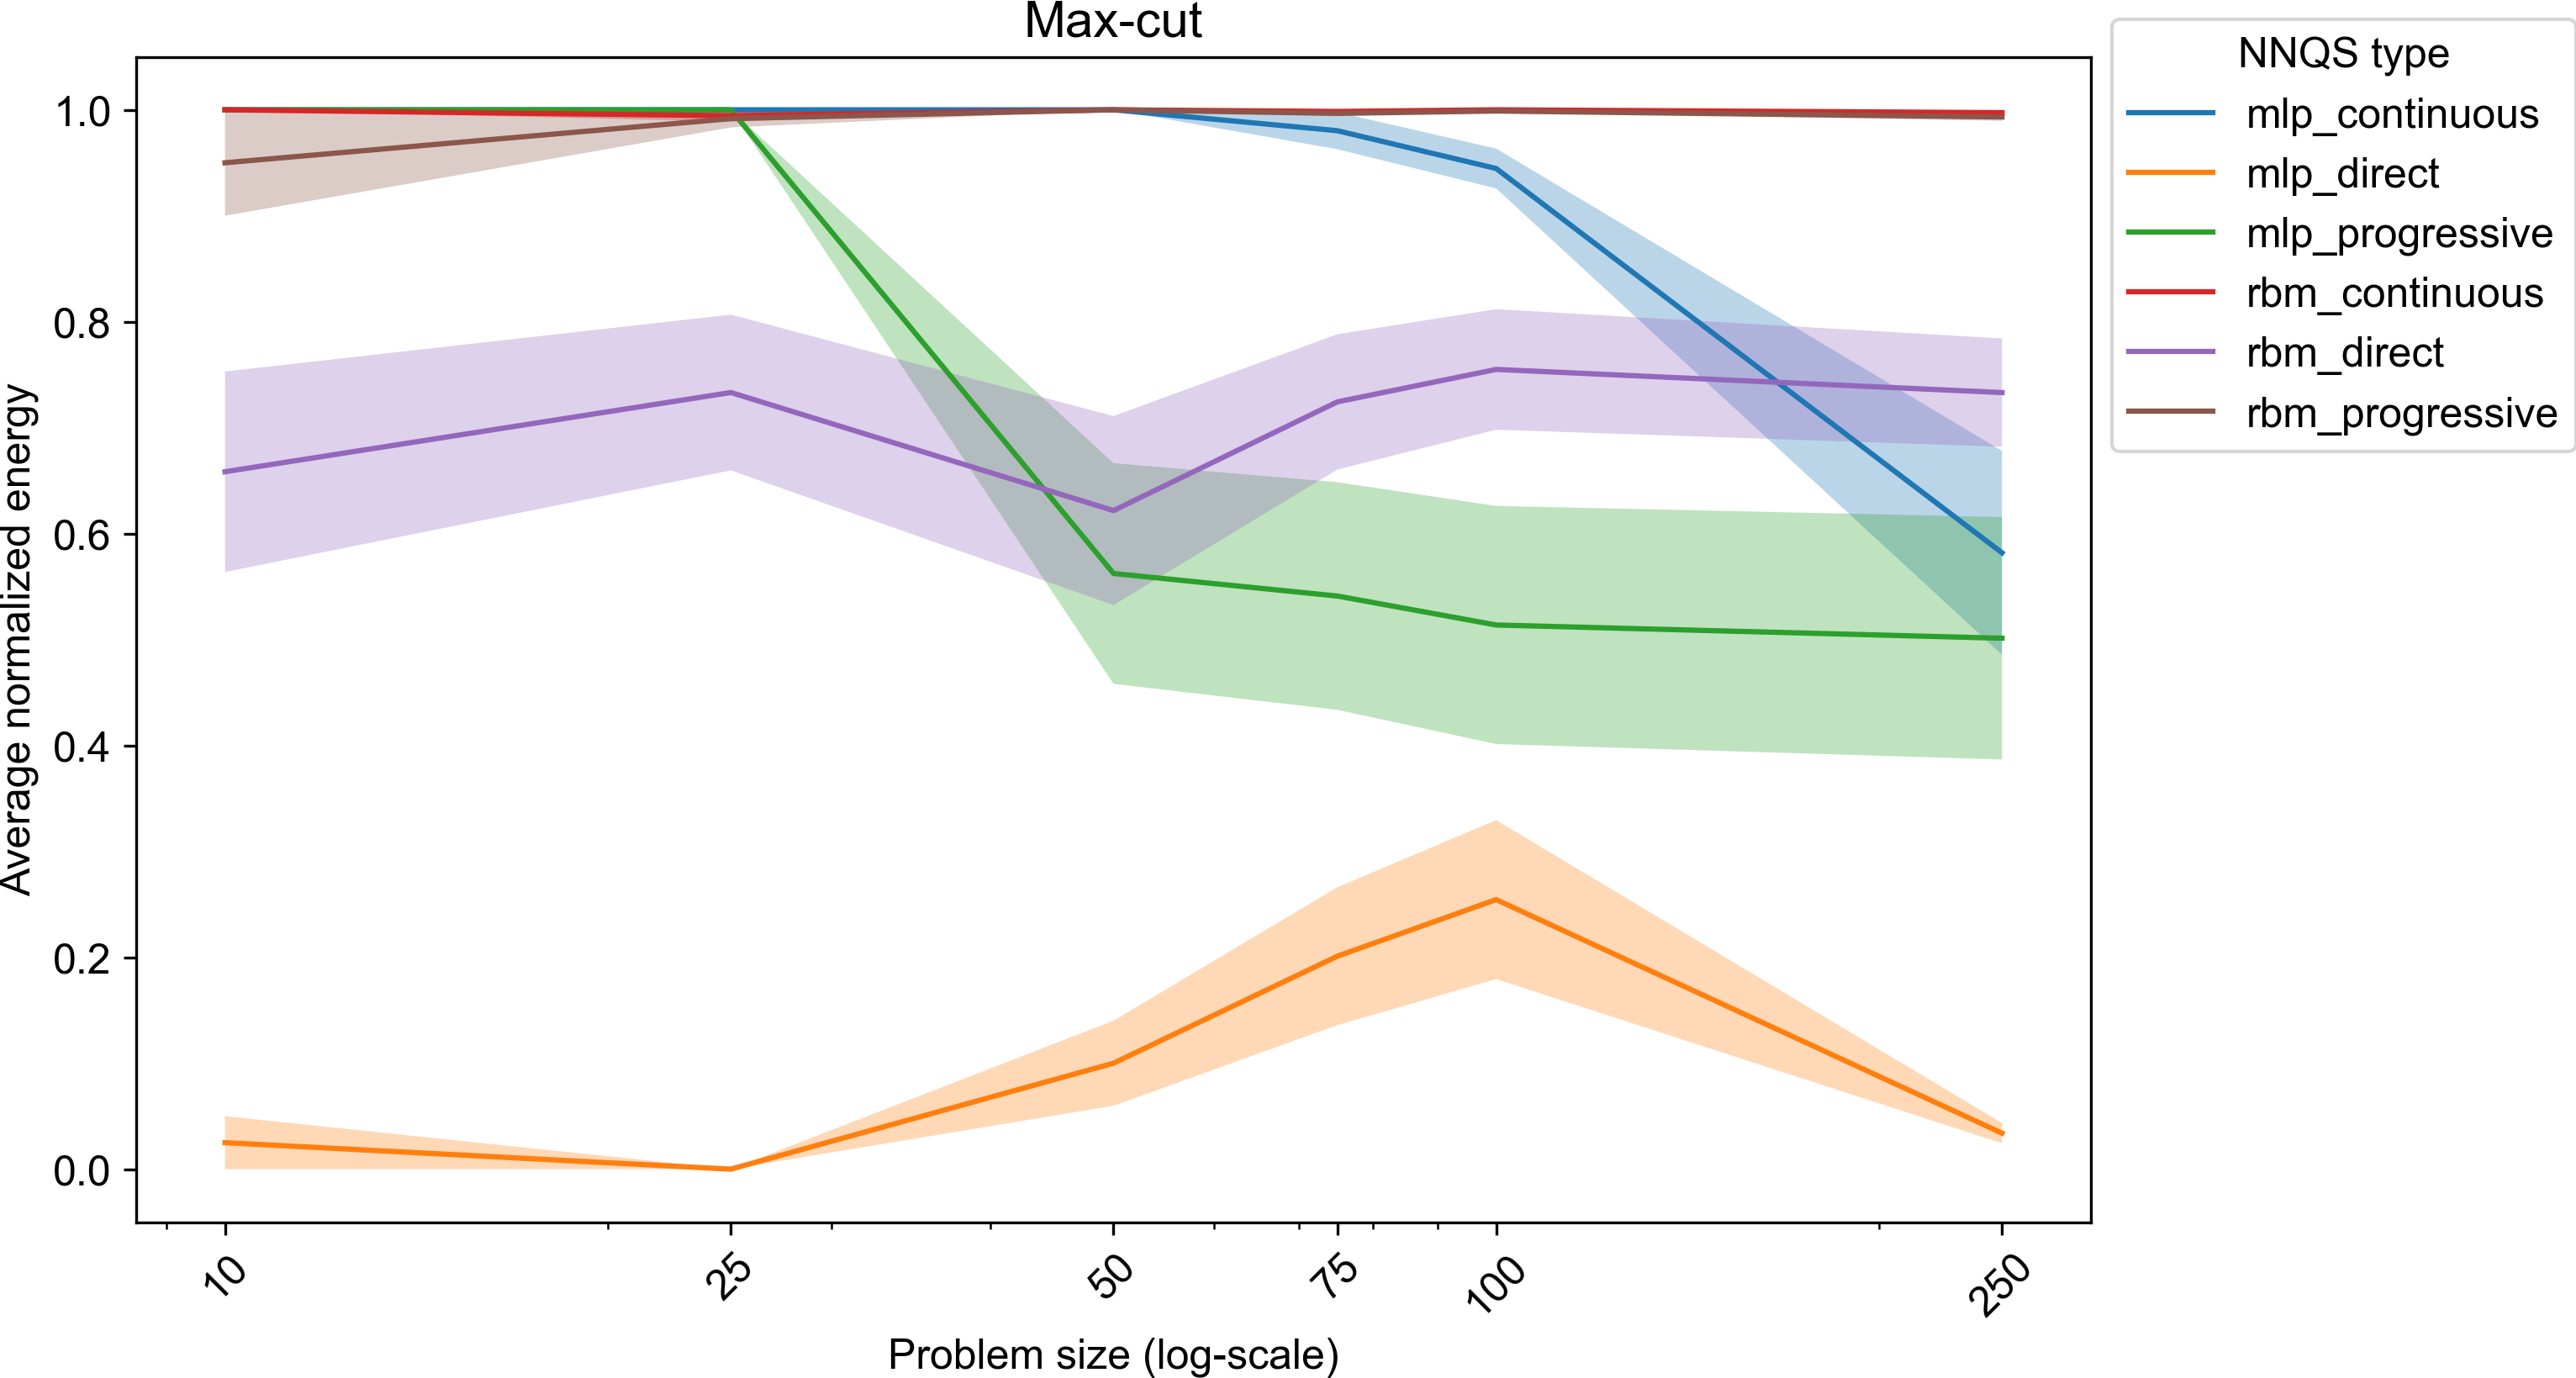 Max-cut
NNQS type
mlp_continuous
mlp_direct
mlp_progressive
rbm_continuous
rbm_direct
rbm_progressive
Average normalized energy
1.0
0.8
0.6
0.4
0.2
0.0
10
25
50
75
100
250
Problem size (log-scale)